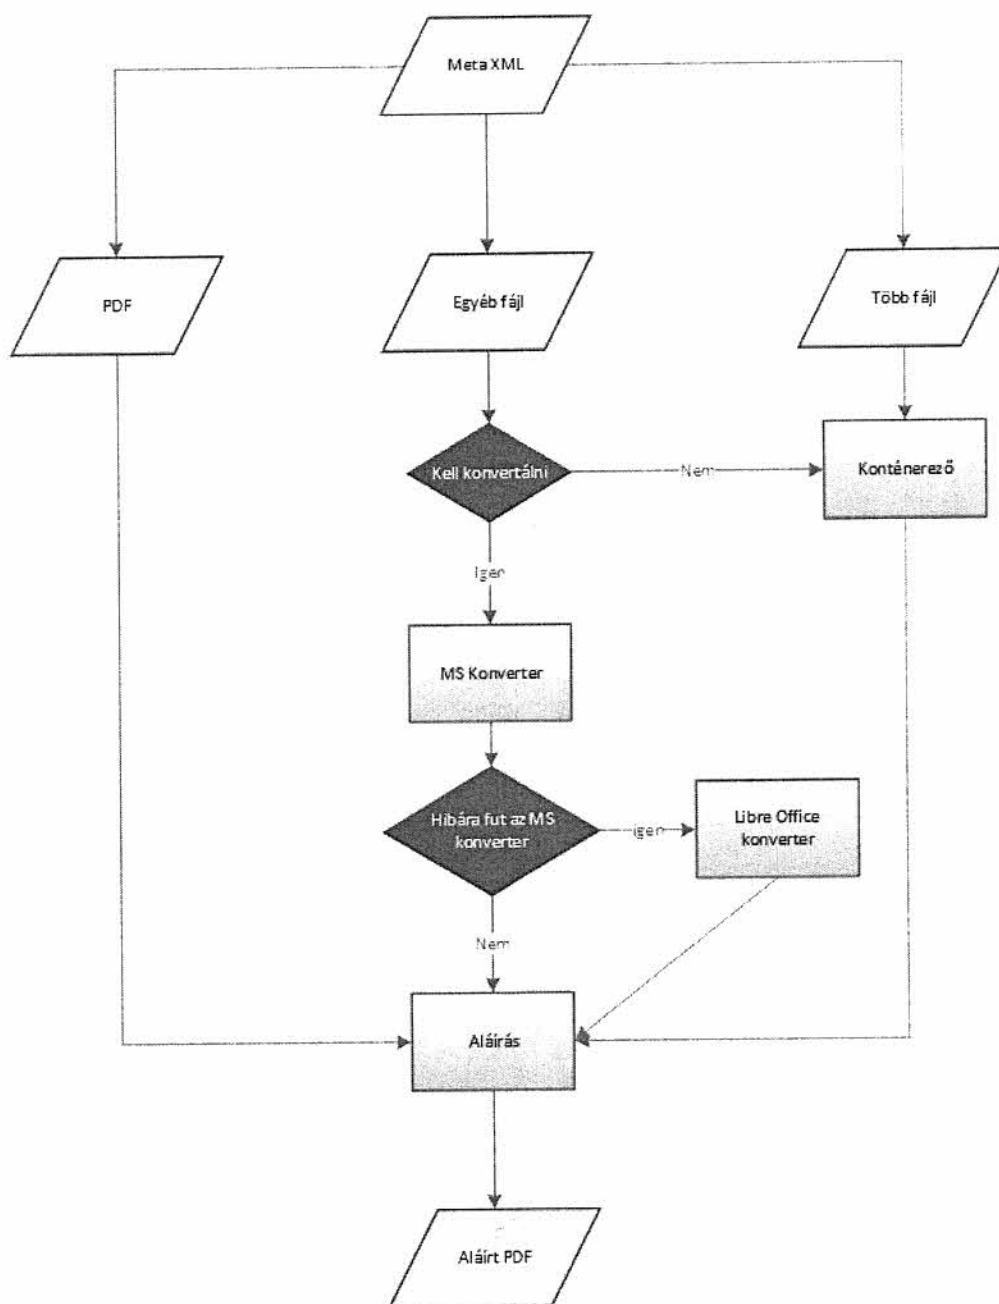 Meta XML
PDF
Egyéb fájl
Több fájl
Kell konvertálni
Nem
Konténerező
Igen
MS Konverter
Hibára fut az MS
konverter
igen
Libre Office
konverter
Nem
Aláírás
Aláírt PDF